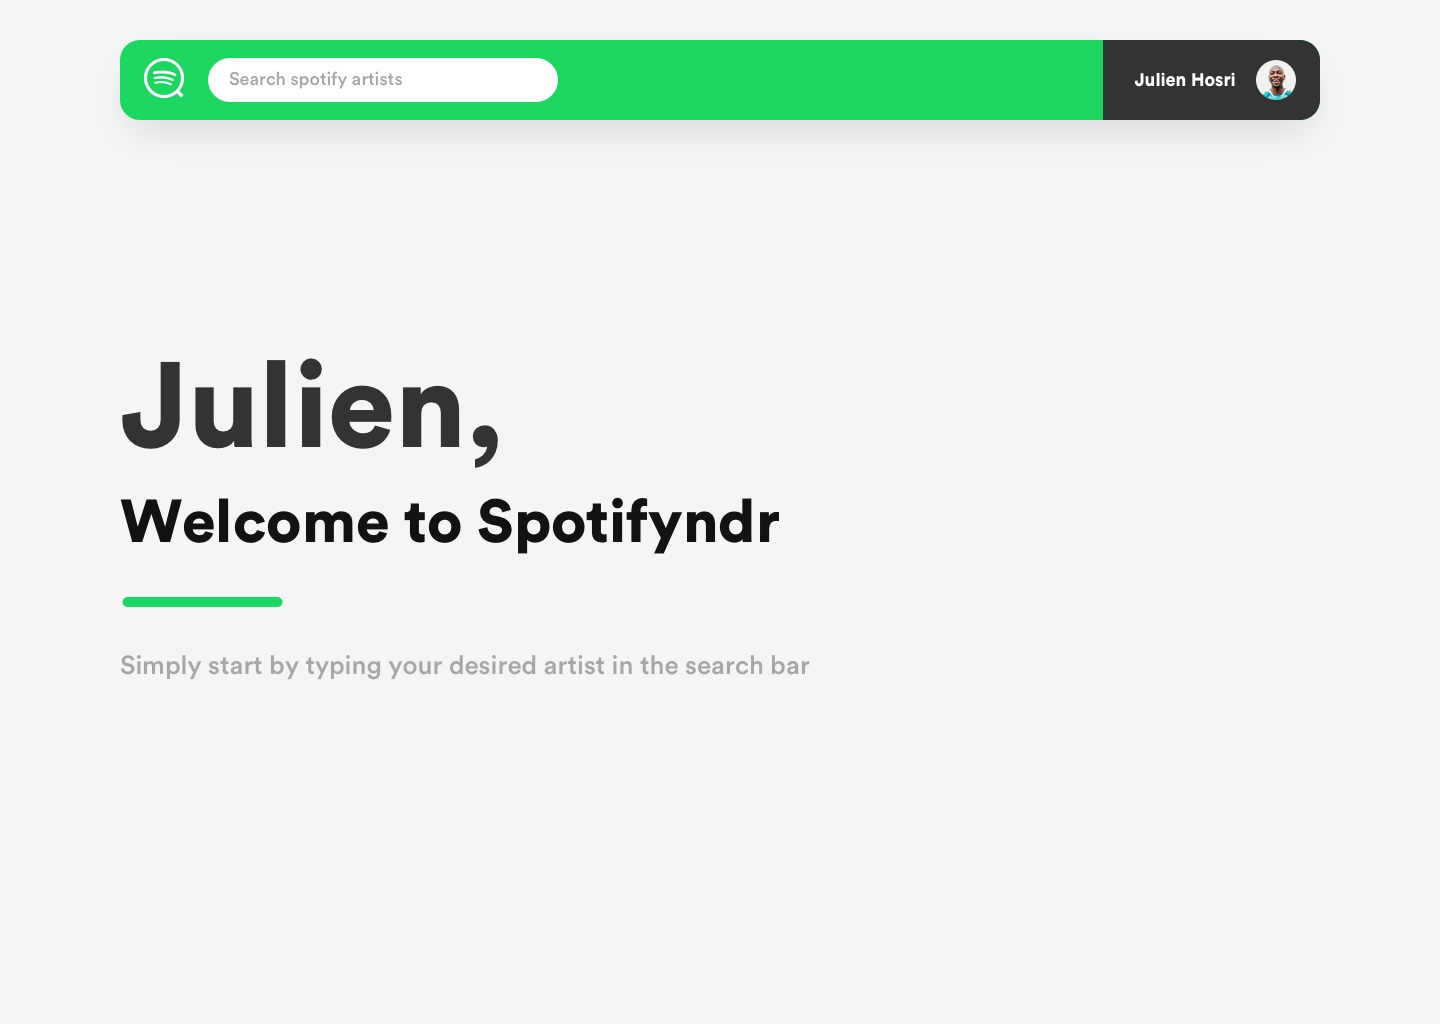 Search spotify artists
Julien Hosri
Julien,
Welcome to Spotifyndr
Simply start by typing your desired artist in the search bar